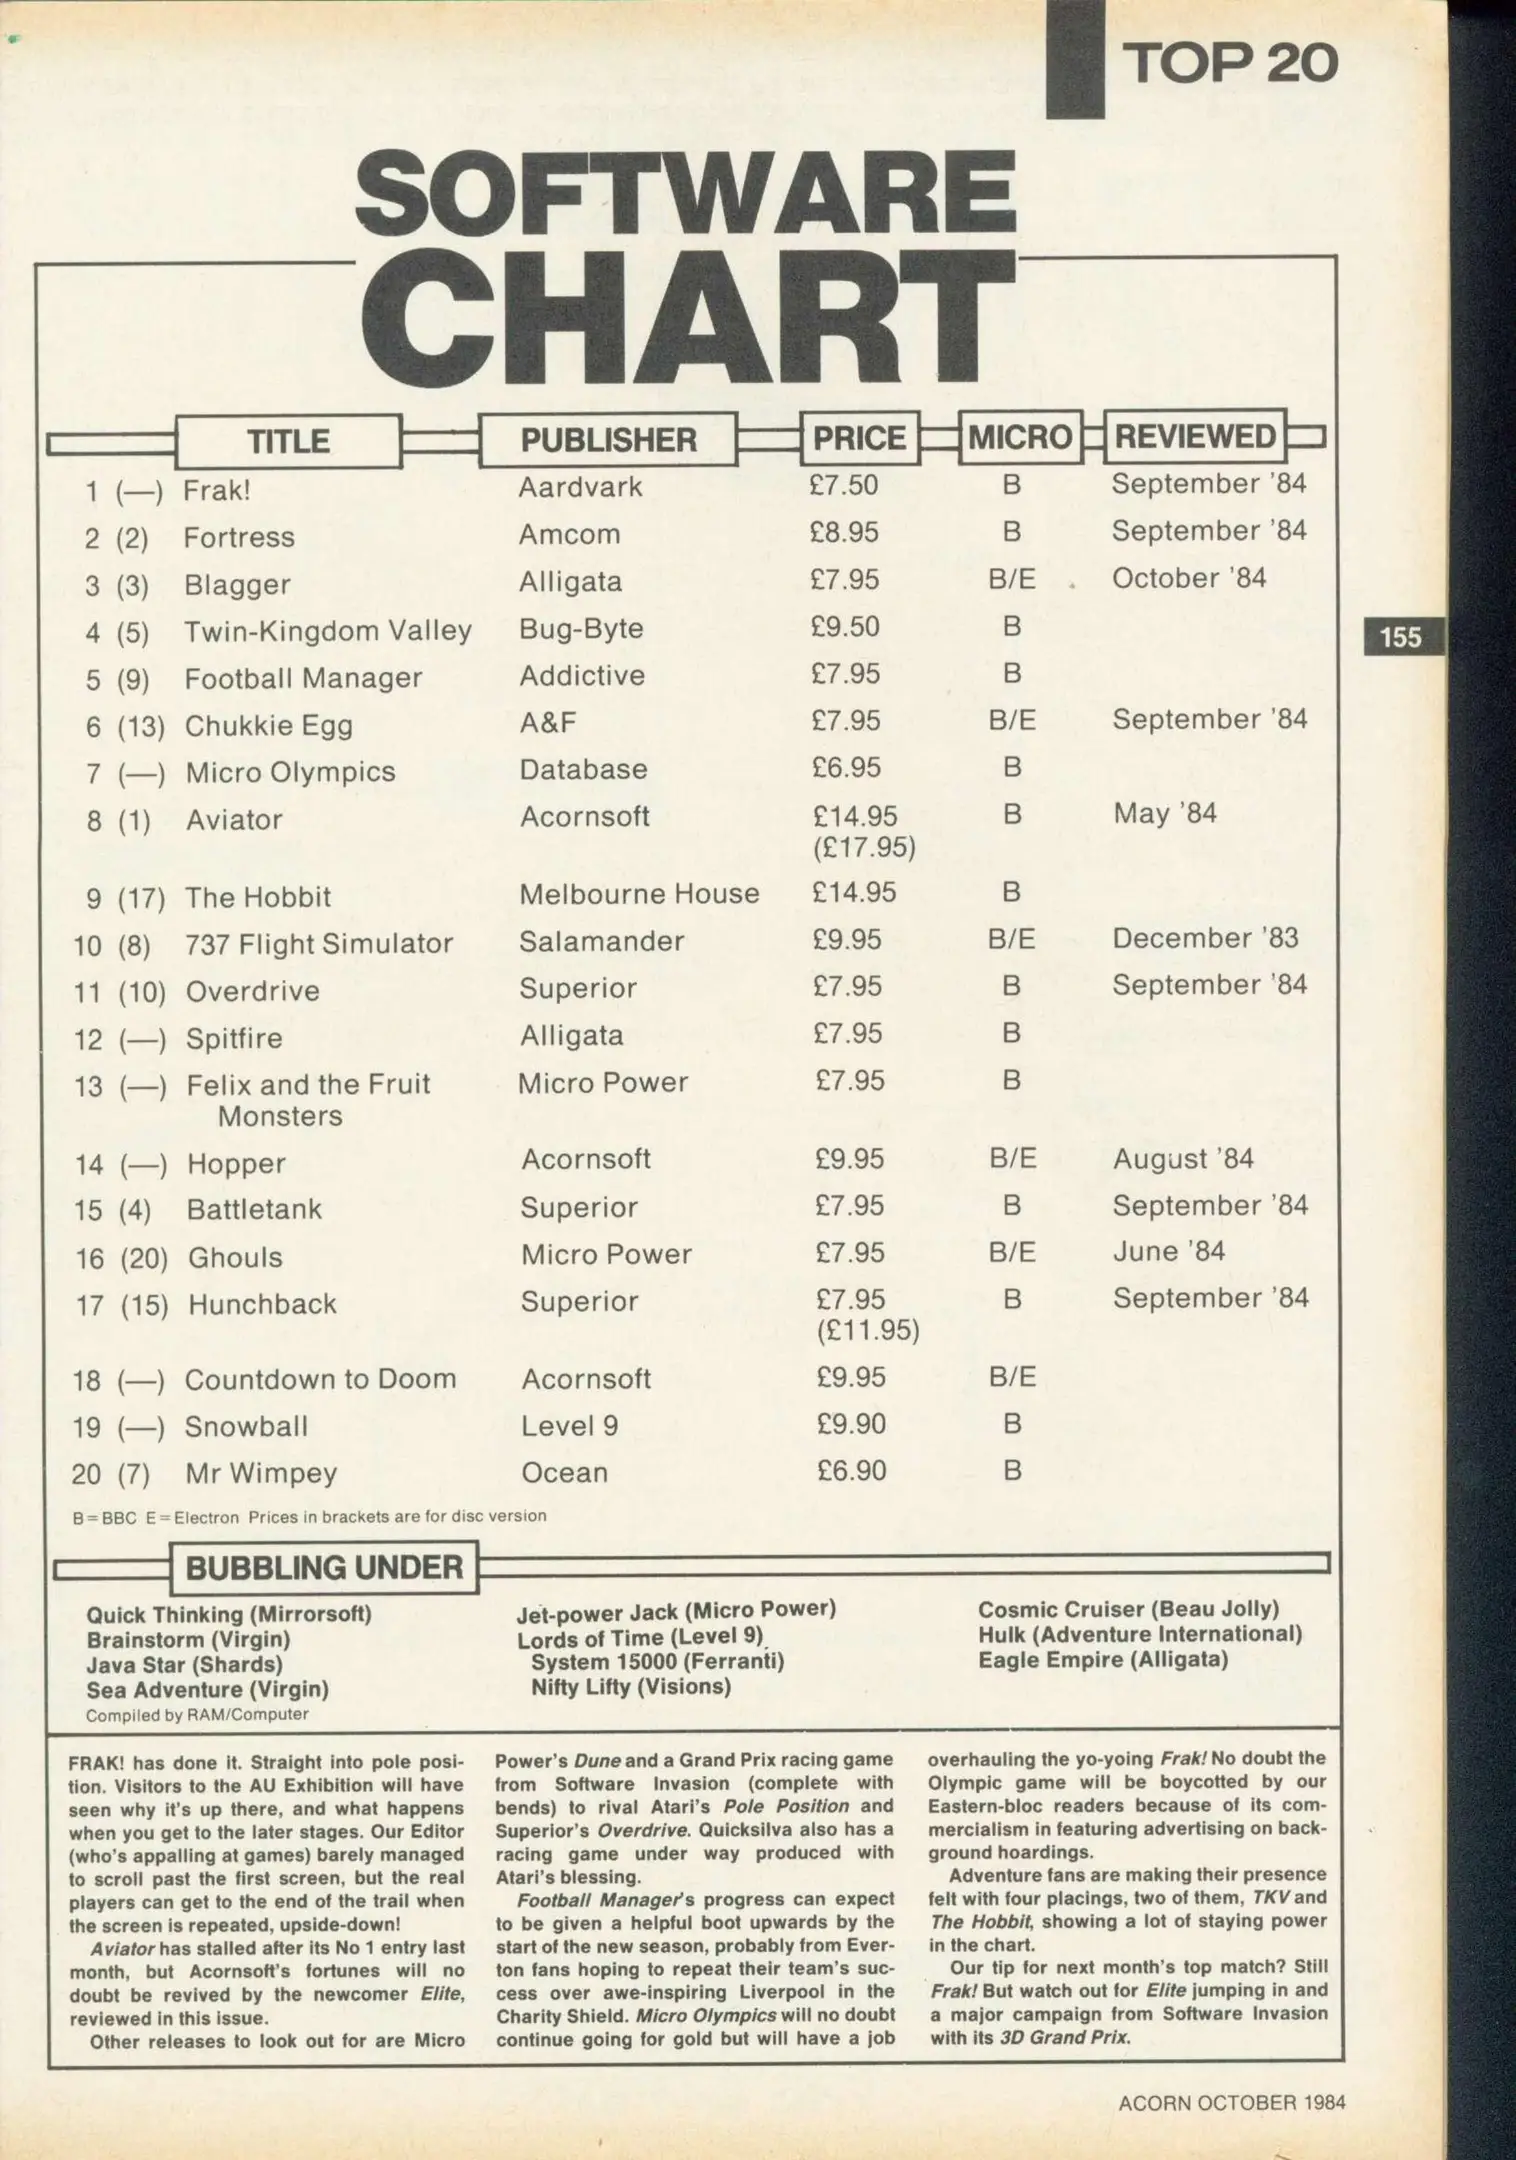 TOP 20
SOFTWARE
CHART
TITLE PUBLISHER PRICE MICRO REVIEWED
1 (—) Frak! Aardvark £7.50 B September '84
2 (2) Fortress Amcom £8.95 B September '84
3 (3) Blagger Alligata £7.95 B/E October '84
4 (5) Twin-Kingdom Valley Bug-Byte £9.50 B
5 (9) Football Manager Addictive £7.95 B
6 (13) Chukkie Egg A&F £7.95 B/E September '84
7 (—) Micro Olympics Database £6.95 B
8 (1) Aviator Acornsoft £14.95 B May '84
(£17.95)
9 (17) The Hobbit Melbourne House £14.95 B
10 (8) 737 Flight Simulator Salamander £9.95 B/E December '83
11 (10) Overdrive Superior £7.95 B September '84
12 (—) Spitfire Alligata £7.95 B
13 (—) Felix and the Fruit Micro Power £7.95 B
Monsters
14 (—) Hopper Acornsoft £9.95 B/E August '84
15 (4) Battletank Superior £7.95 B September '84
16 (20) Ghouls Micro Power £7.95 B/E June '84
17 (15) Hunchback Superior £7.95 B September '84
(£11.95)
18 (—) Countdown to Doom Acornsoft £9.95 B/E
19 (—) Snowball Level 9 £9.90 B
20 (7) Mr Wimpey Ocean £6.90 B
B=BBC E=Electron Prices in brackets are for disc version
155
BUBBLING UNDER
Quick Thinking (Mirrorsoft)
Brainstorm (Virgin)
Java Star (Shards)
Sea Adventure (Virgin)
Compiled by RAM/Computer
Jet-power Jack (Micro Power)
Lords of Time (Level 9)
System 15000 (Ferranti)
Nifty Lifty (Visions)
Cosmic Cruiser (Beau Jolly)
Hulk (Adventure International)
Eagle Empire (Alligata)
FRAK! has done it. Straight into pole posi-
tion. Visitors to the AU Exhibition will have
seen why it's up there, and what happens
when you get to the later stages. Our Editor
(who's appalling at games) barely managed
to scroll past the first screen, but the real
players can get to the end of the trail when
the screen is repeated, upside-down!
Aviator has stalled after its No 1 entry last
month, but Acornsoft's fortunes will no
doubt be revived by the newcomer Elite,
reviewed in this issue.
Other releases to look out for are Micro
Power's Dune and a Grand Prix racing game
from Software Invasion (complete with
bends) to rival Atari's Pole Position and
Superior's Overdrive. Quicksilva also has a
racing game under way produced with
Atari's blessing.
Football Manager's progress can expect
to be given a helpful boot upwards by the
start of the new season, probably from Ever-
ton fans hoping to repeat their team's suc-
cess over awe-inspiring Liverpool in the
Charity Shield. Micro Olympics will no doubt
continue going for gold but will have a job
overhauling the yo-yoing Frak! No doubt the
Olympic game will be boycotted by our
Eastern-bloc readers because of its com-
mercialism in featuring advertising on back-
ground hoardings.
Adventure fans are making their presence
felt with four placings, two of them, TKV and
The Hobbit, showing a lot of staying power
in the chart.
Our tip for next month's top match? Still
Frak! But watch out for Elite jumping in and
a major campaign from Software Invasion
with its 3D Grand Prix.
ACORN OCTOBER 1984